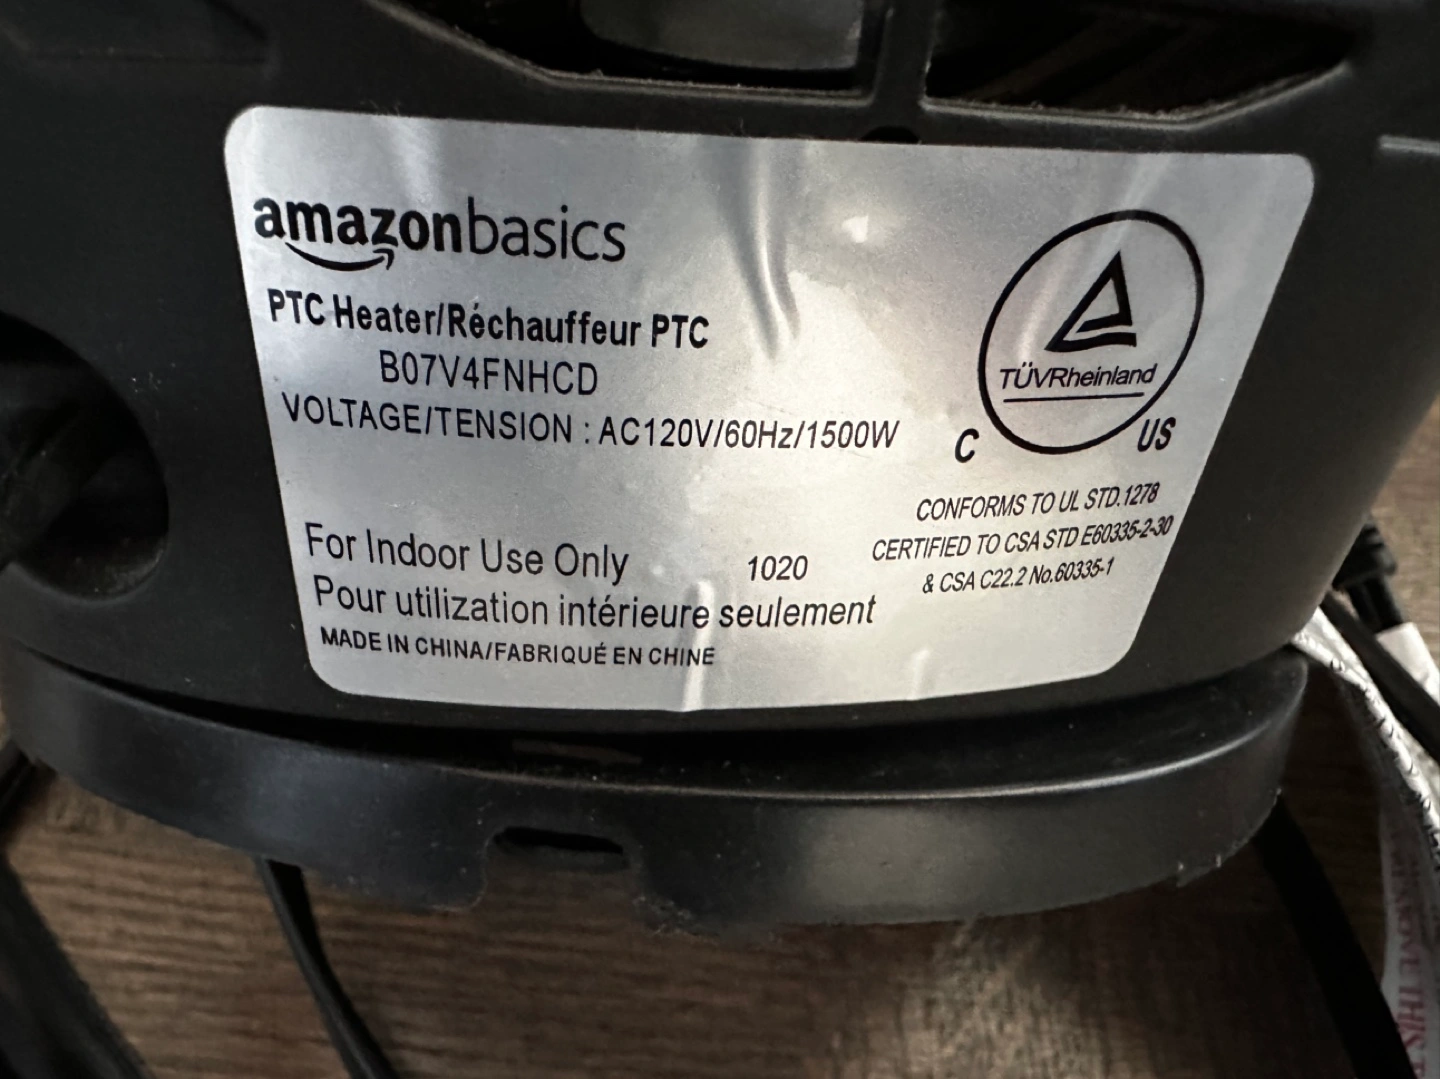 amazonbasics
PTC Heater/Réchauffeur PTC
B07V4FNHCD
VOLTAGE/TENSION : AC120V/60Hz/1500W
TÜVRheinland
C US
CONFORMS TO UL STD.1278
CERTIFIED TO CSA STD E60335-2-30
& CSA C22.2 No.60335-1
For Indoor Use Only
1020
Pour utilization intérieure seulement
MADE IN CHINA/FABRIQUÉ EN CHINE